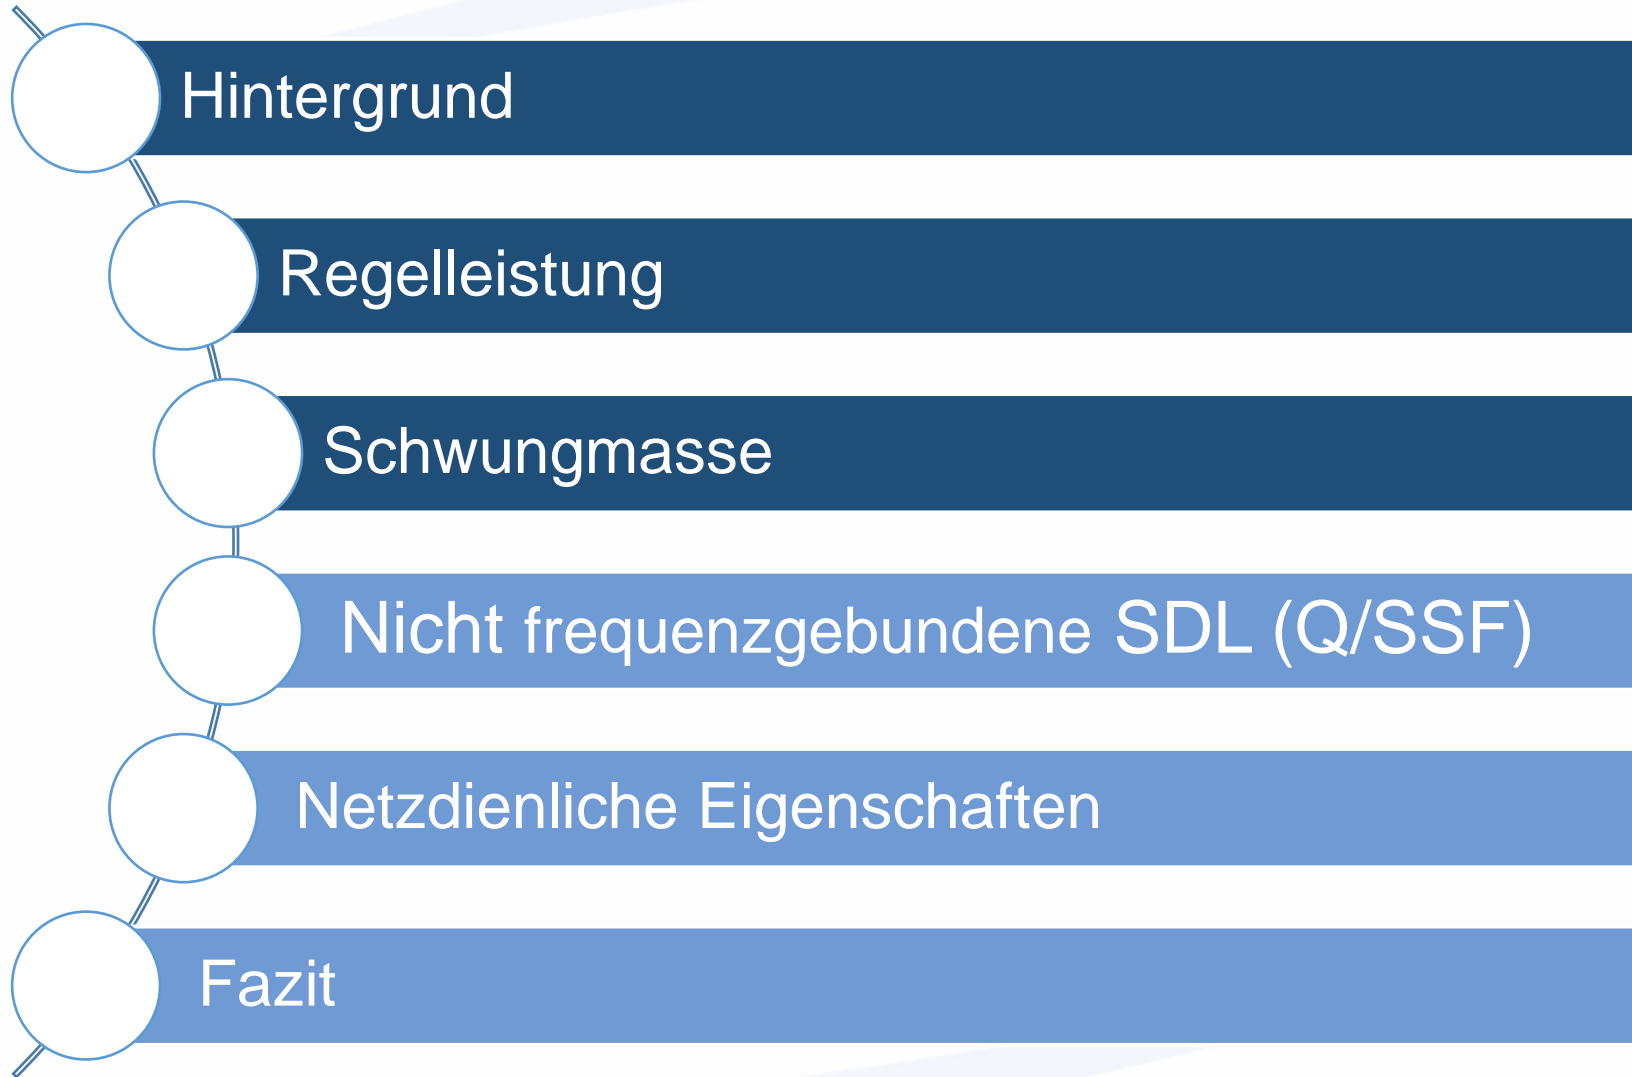 Hintergrund
Regelleistung
Schwungmasse
Nicht frequenzgebundene SDL (Q/SSF)
Netzdienliche Eigenschaften
Fazit